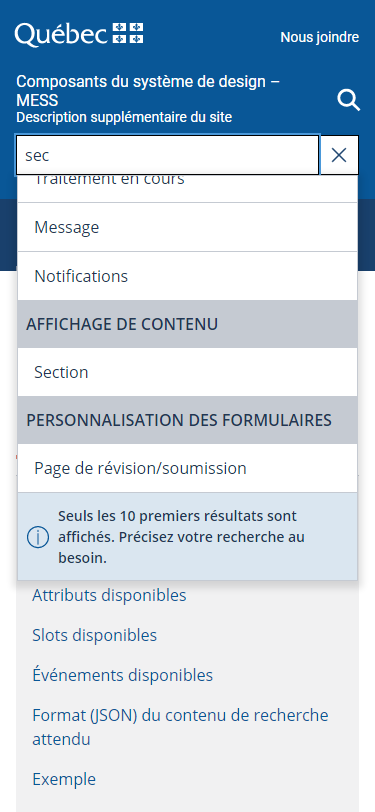 Québec
Nous joindre
Composants du système de design –
MESS
Description supplémentaire du site
sec
Traitement en cours
Message
Notifications
AFFICHAGE DE CONTENU
Section
PERSONNALISATION DES FORMULAIRES
Page de révision/soumission
Seuls les 10 premiers résultats sont
affichés. Précisez votre recherche au
besoin.
Attributs disponibles
Slots disponibles
Événements disponibles
Format (JSON) du contenu de recherche
attendu
Exemple